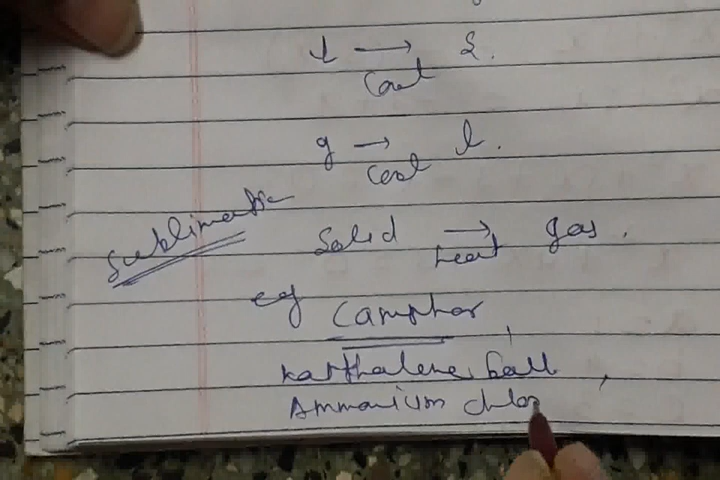 l → s.
Cool
g → l.
Cool
Sublimation
Solid → gas.
heat
eg Camphor,
Napthalene ball,
Ammonium chlo